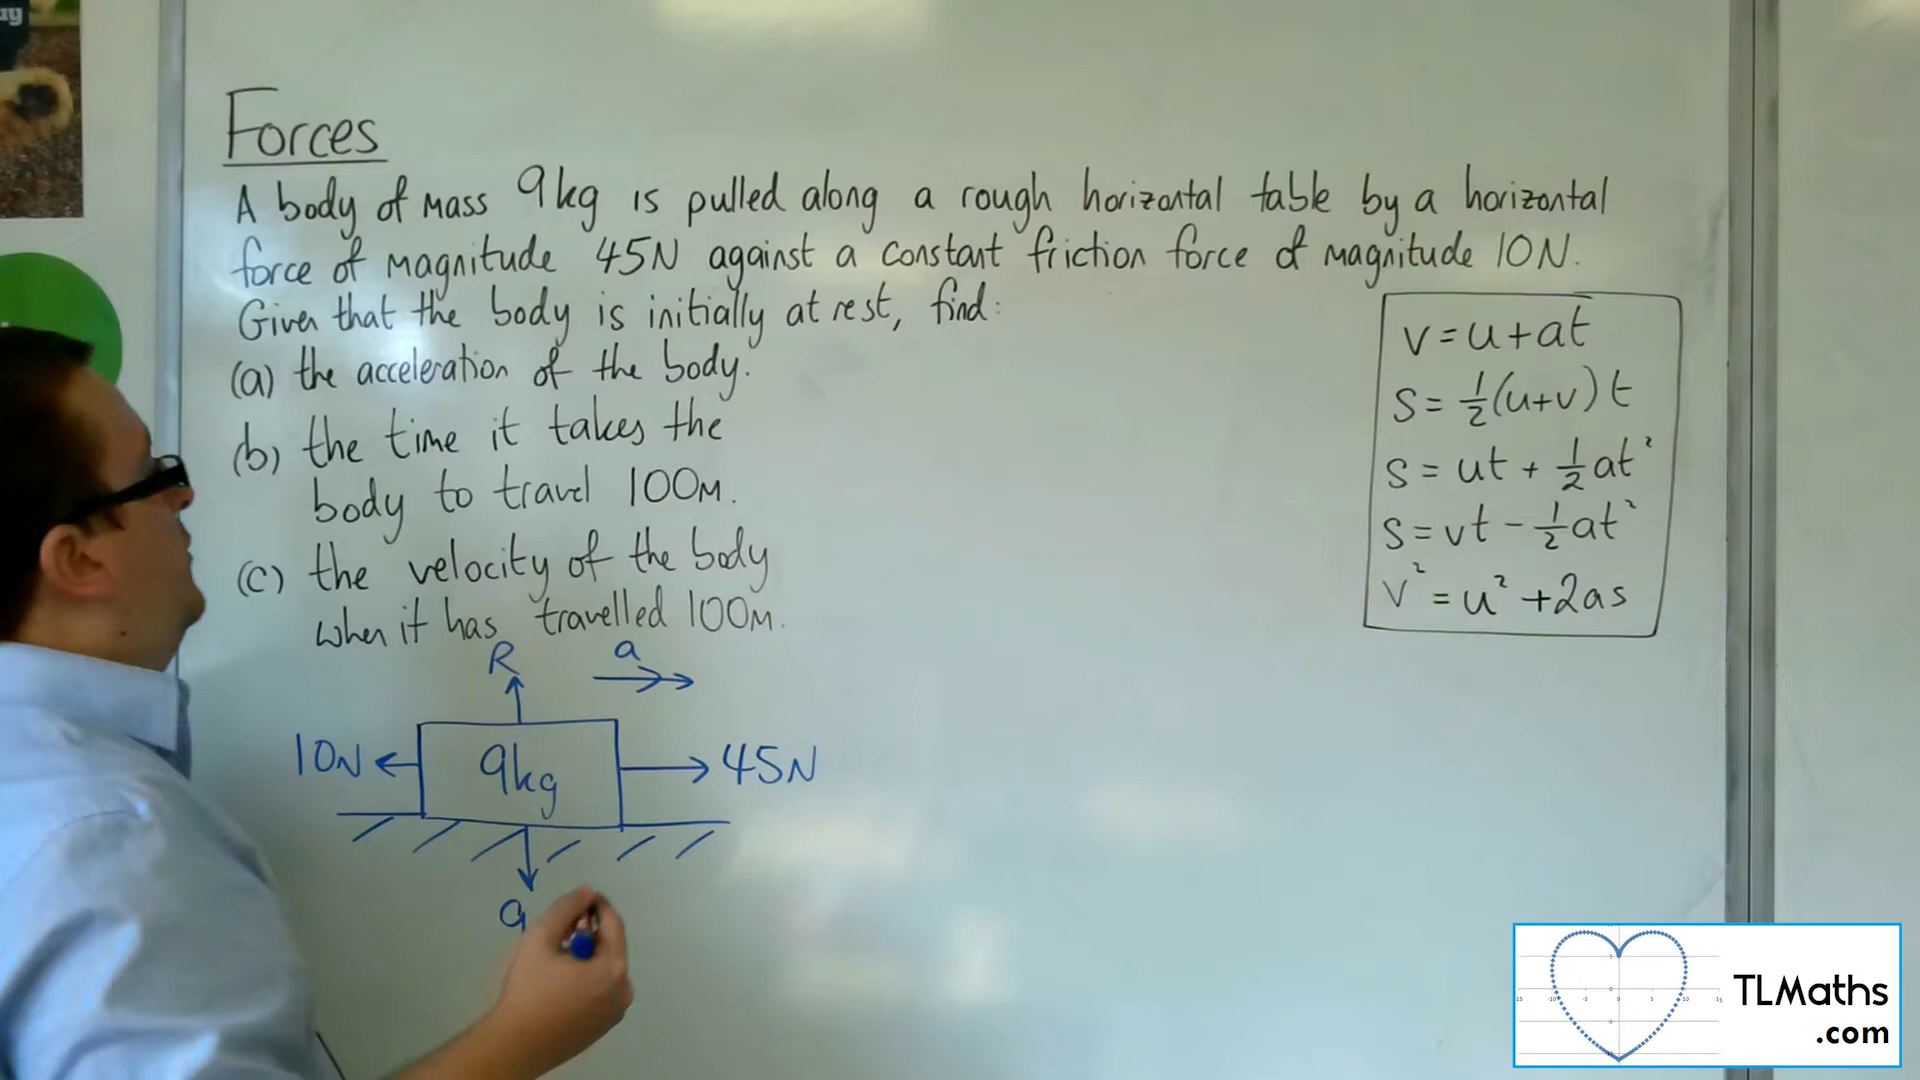 Forces
A body of mass 9kg is pulled along a rough horizontal table by a horizontal
force of magnitude 45N against a constant friction force of magnitude 10N.
Given that the body is initially at rest, find:
(a) the acceleration of the body.
(b) the time it takes the
body to travel 100m.
(c) the velocity of the body
when it has travelled 100m.
v = u + at
s = ½(u+v)t
s = ut + ½at²
s = vt - ½at²
v² = u² + 2as
R
a
10N
9kg
45N
9
TLMaths
.com